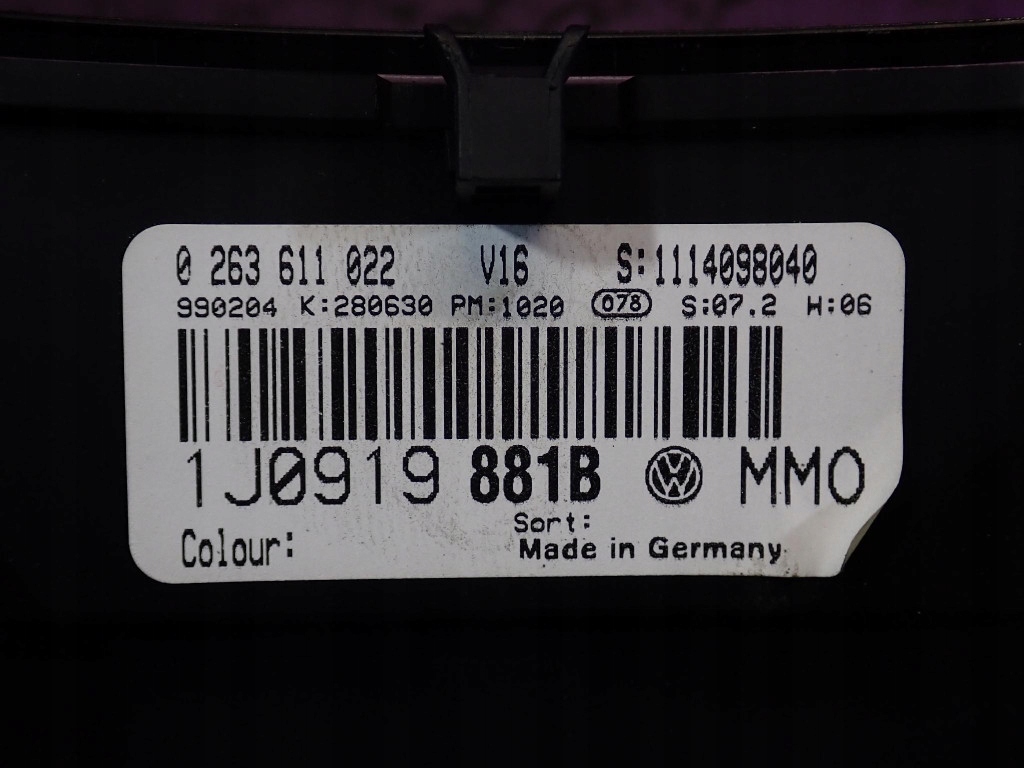 0 263 611 022 V16 S:1114098040
990204 K:280630 PM:1020 078 S:07.2 H:06
1J0919 881B VW MMO
Sort:
Colour: Made in Germany